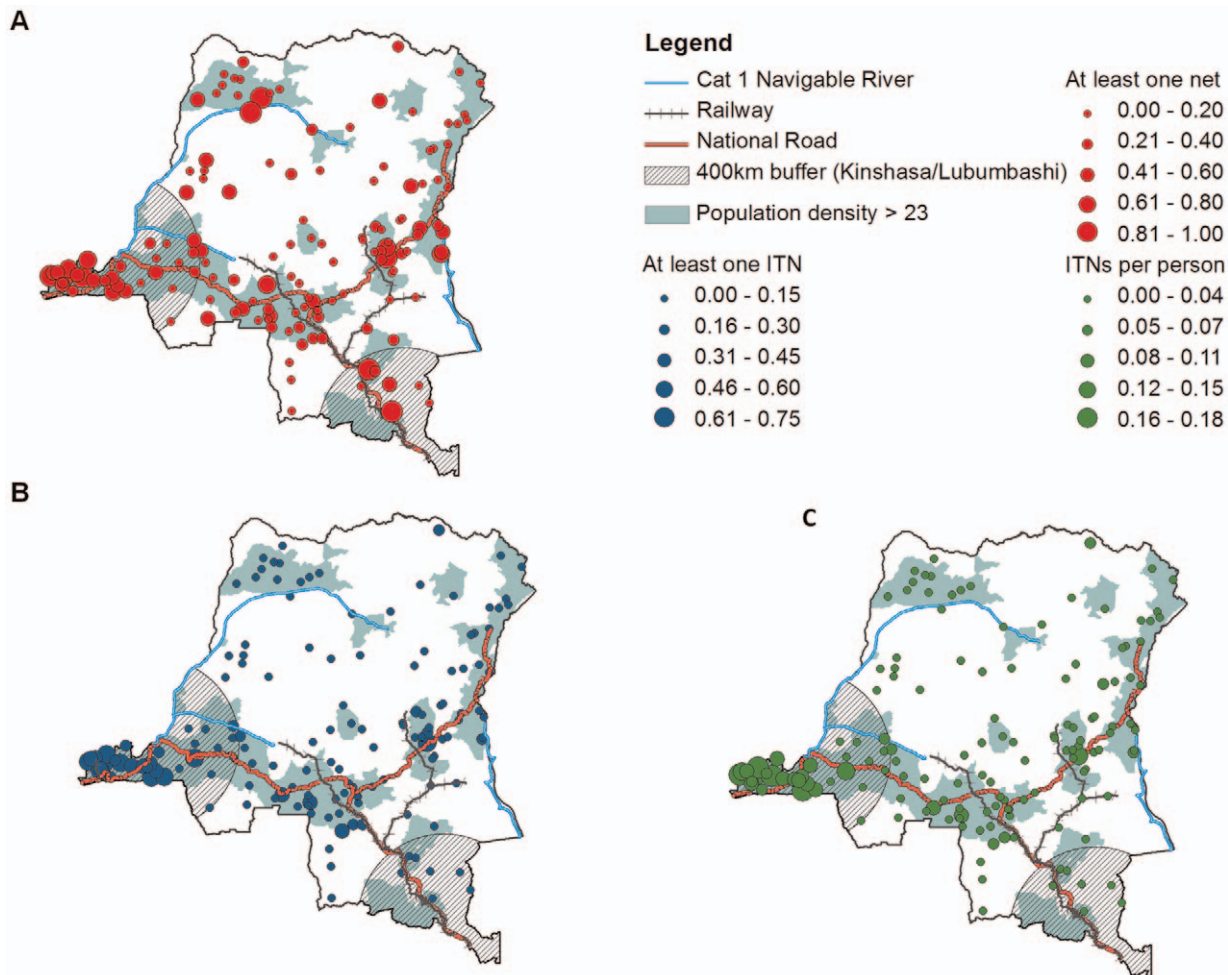 A
Legend
Cat 1 Navigable River
Railway
National Road
400km buffer (Kinshasa/Lubumbashi)
Population density > 23
At least one net
0.00 - 0.20
0.21 - 0.40
0.41 - 0.60
0.61 - 0.80
0.81 - 1.00
At least one ITN
0.00 - 0.15
0.16 - 0.30
0.31 - 0.45
0.46 - 0.60
0.61 - 0.75
ITNs per person
0.00 - 0.04
0.05 - 0.07
0.08 - 0.11
0.12 - 0.15
0.16 - 0.18
B
C